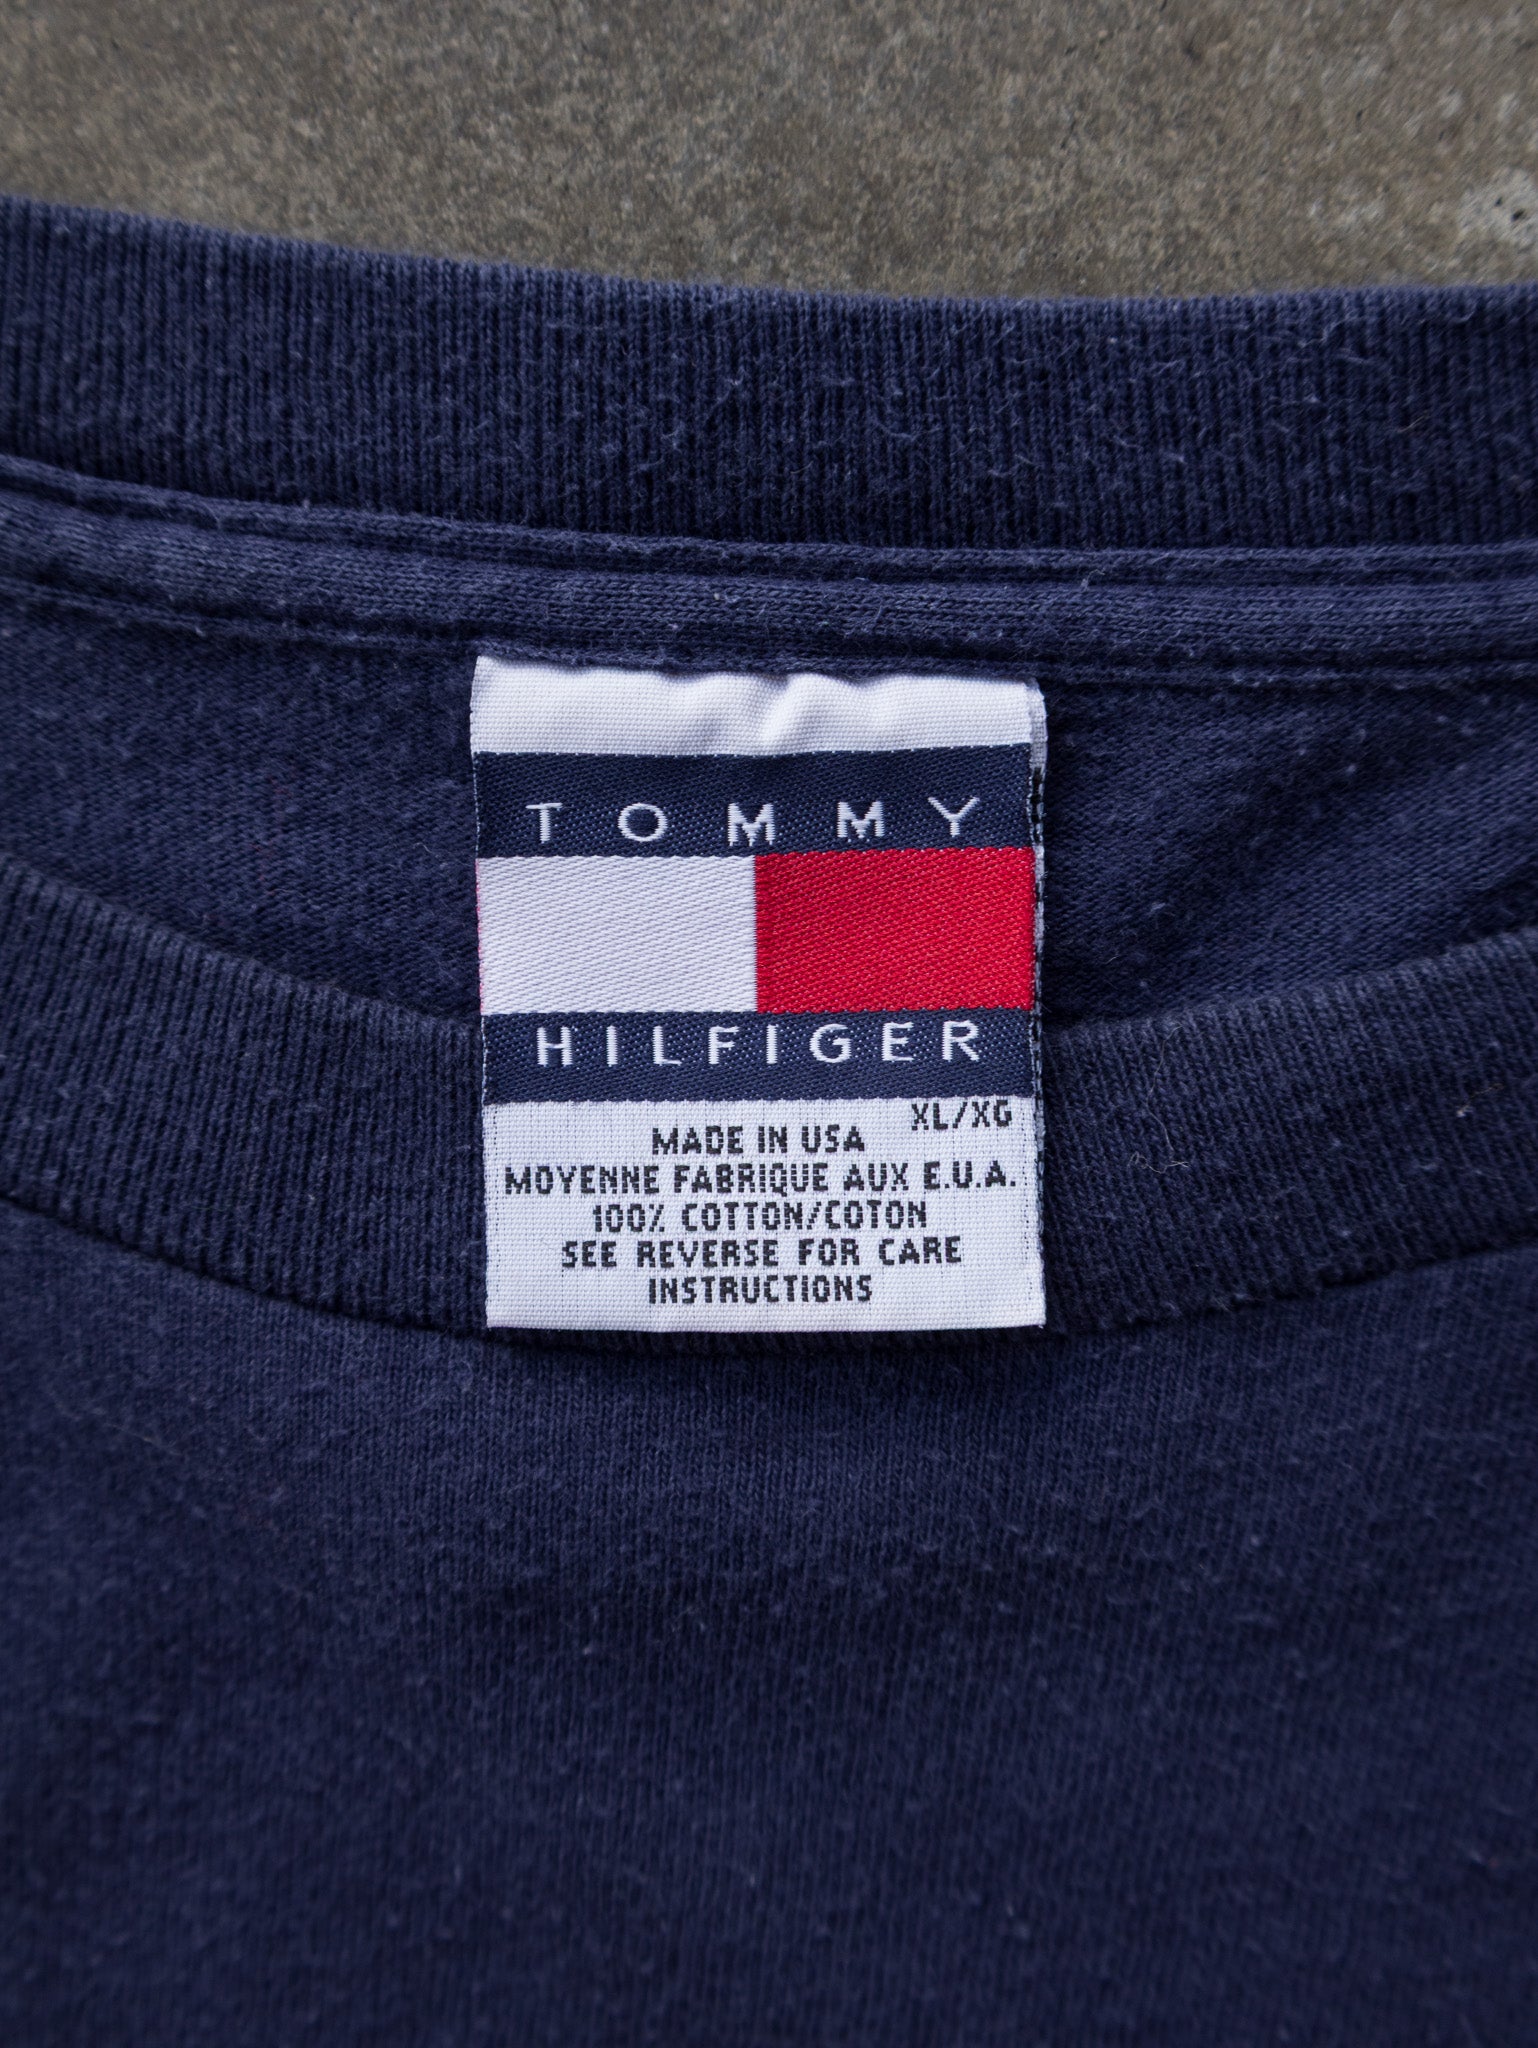 TOMMY
HILFIGER
XL/XG
MADE IN USA
MOYENNE FABRIQUE AUX E.U.A.
100% COTTON/COTON
SEE REVERSE FOR CARE
INSTRUCTIONS